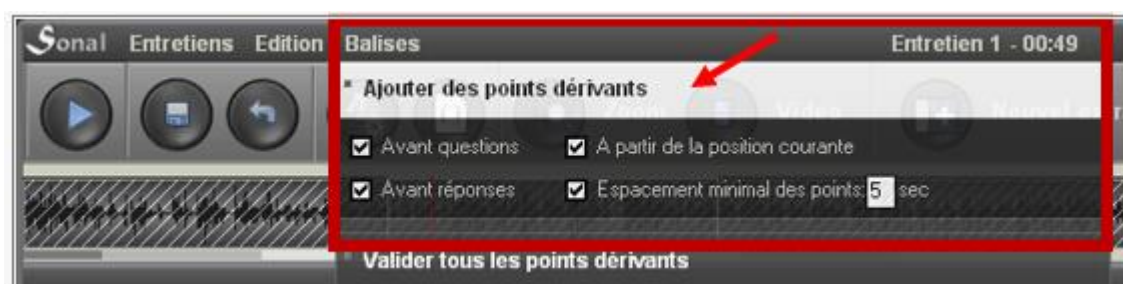 Sonal Entretiens Edition Balises Entretien 1 - 00:49
Ajouter des points dérivants
Avant questions A partir de la position courante
Avant réponses Espacement minimal des points: 5 sec
Valider tous les points dérivants